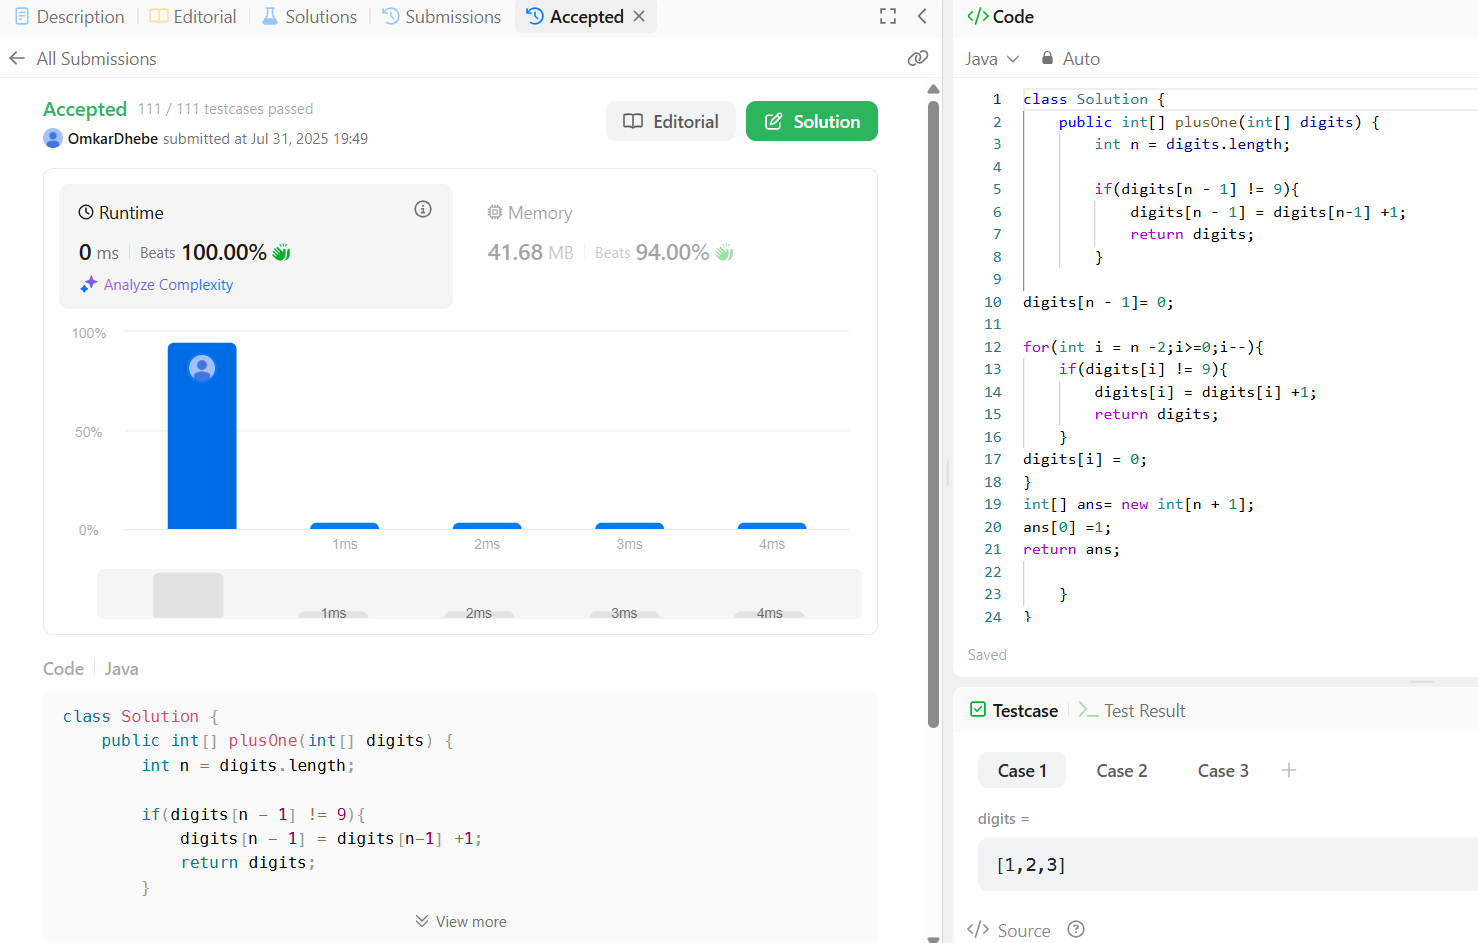 Description
Editorial
Solutions
Submissions
Accepted
All Submissions
Accepted 111 / 111 testcases passed
OmkarDhebe submitted at Jul 31, 2025 19:49
Editorial
Solution
Runtime
0 ms Beats 100.00%
Analyze Complexity
Memory
41.68 MB Beats 94.00%
100%
50%
0%
1ms 2ms 3ms 4ms
1ms 2ms 3ms 4ms
Code Java
class Solution {
    public int[] plusOne(int[] digits) {
        int n = digits.length;
        if(digits[n - 1] != 9){
            digits[n - 1] = digits[n-1] +1;
            return digits;
        }
View more
</> Code
Java Auto
1 class Solution {
2     public int[] plusOne(int[] digits) {
3         int n = digits.length;
4
5         if(digits[n - 1] != 9){
6             digits[n - 1] = digits[n-1] +1;
7             return digits;
8         }
9
10 digits[n - 1]= 0;
11
12 for(int i = n -2;i>=0;i--){
13     if(digits[i] != 9){
14         digits[i] = digits[i] +1;
15         return digits;
16     }
17 digits[i] = 0;
18 }
19 int[] ans= new int[n + 1];
20 ans[0] =1;
21 return ans;
22
23     }
24 }
Saved
Testcase
Test Result
Case 1 Case 2 Case 3 +
digits =
[1,2,3]
</> Source ?